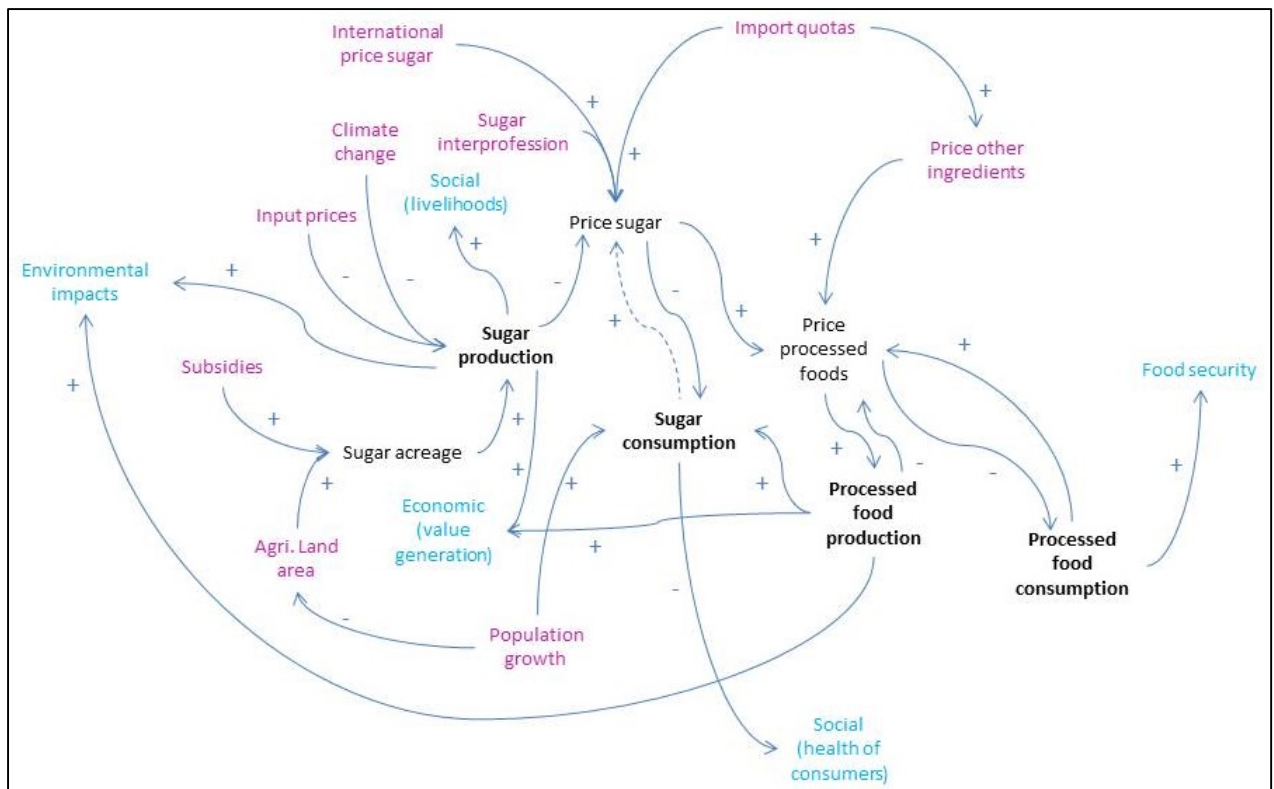 International
price sugar
Import quotas
+
+
Climate
change
Sugar
interprofession
+
Price other
ingredients
Social
(livelihoods)
Input prices
Price sugar
+
+
Environmental
impacts
+
-
-
-
-
+
+
Price
processed
foods
Sugar
production
+
Food security
Subsidies
+
+
+
Sugar
consumption
+
Sugar acreage
+
+
+
+
+
-
-
+
Processed
food
production
Economic
(value
generation)
+
Agri. Land
area
Processed
food
consumption
-
-
Population
growth
Social
(health of
consumers)